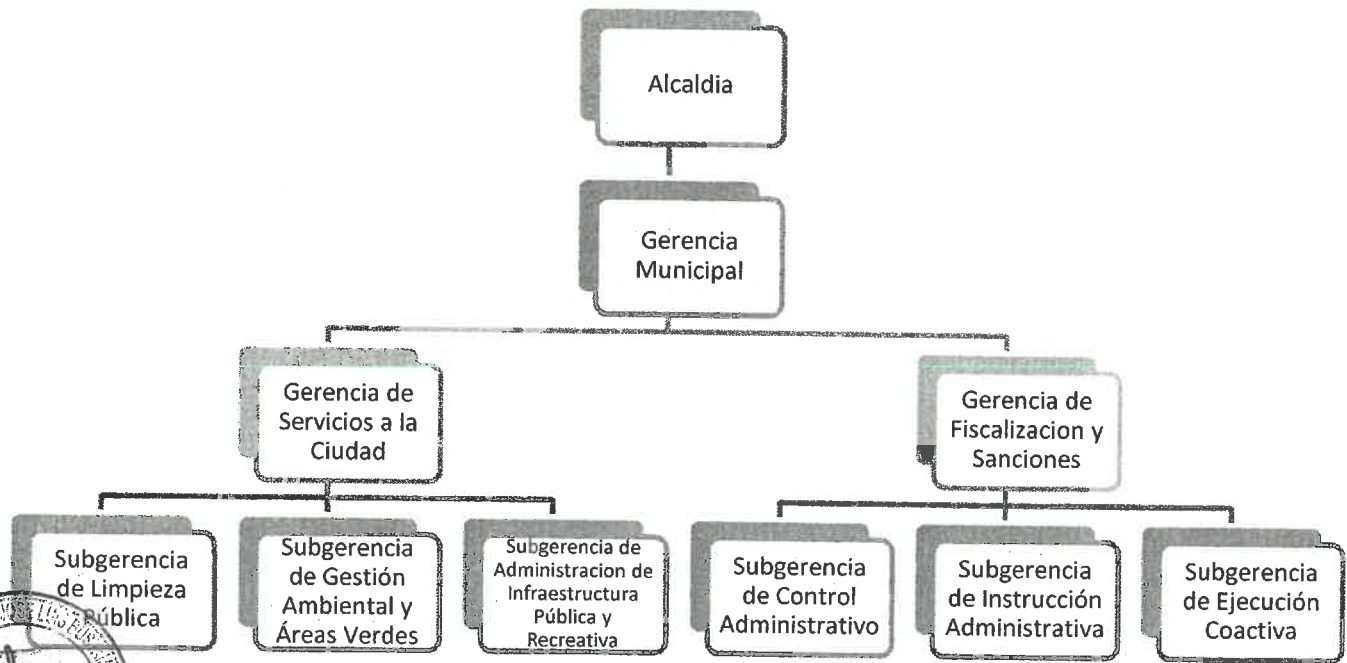 Alcaldia
Gerencia
Municipal
Gerencia de
Servicios a la
Ciudad
Gerencia de
Fiscalizacion y
Sanciones
Subgerencia
de Limpieza
Pública
Subgerencia
de Gestión
Ambiental y
Áreas Verdes
Subgerencia de
Administracion de
Infraestructura
Pública y
Recreativa
Subgerencia
de Control
Administrativo
Subgerencia
de Instrucción
Administrativa
Subgerencia
de Ejecución
Coactiva
JOSE LUIS